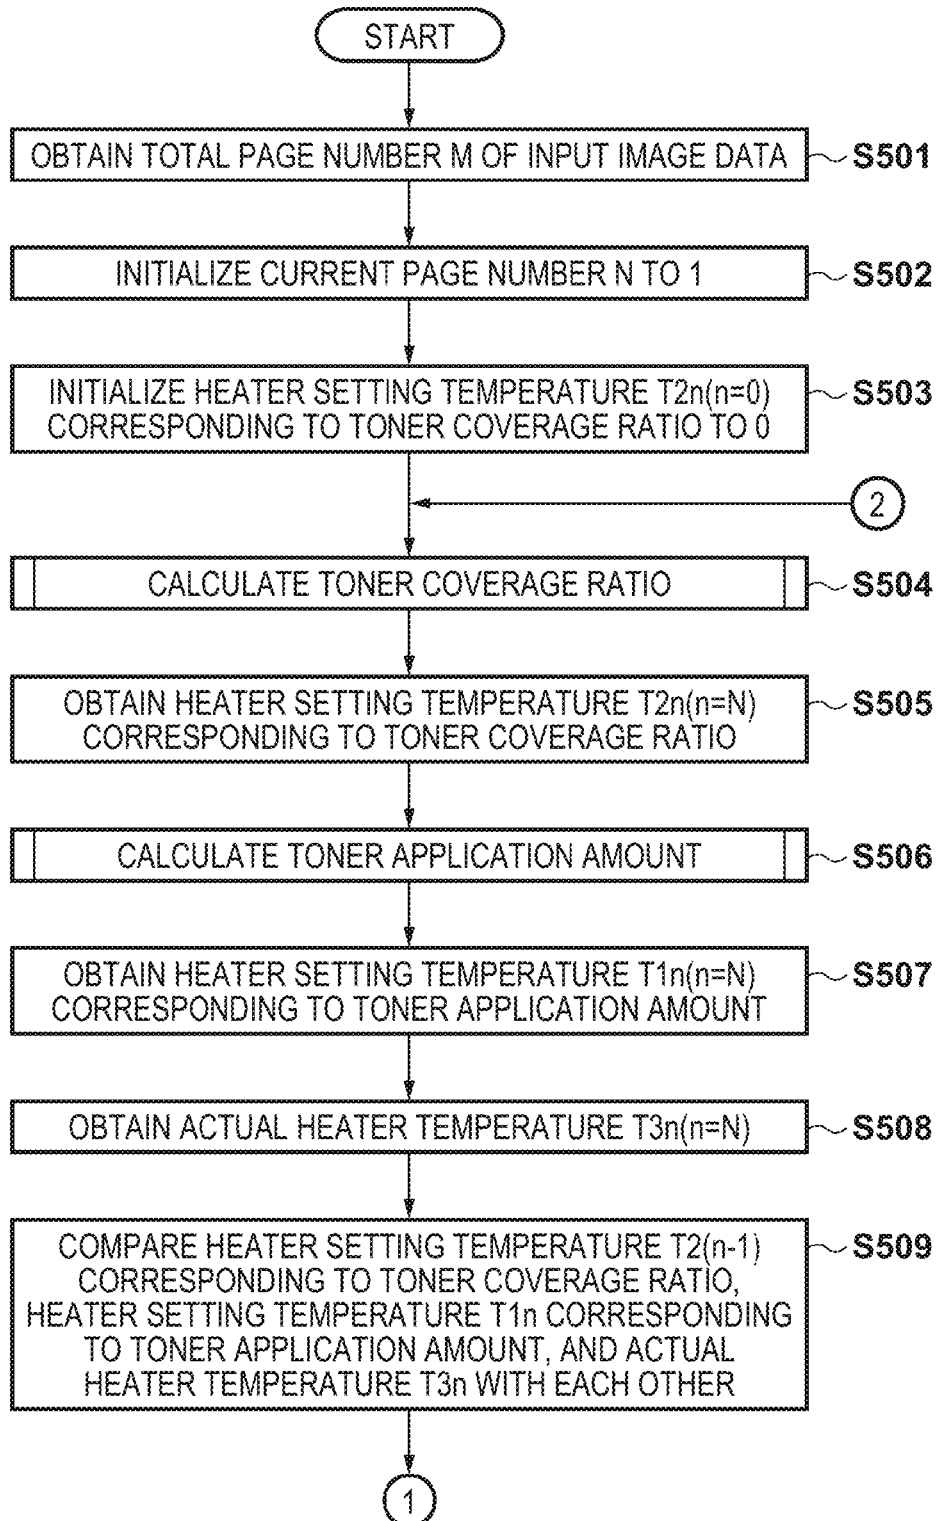 START
OBTAIN TOTAL PAGE NUMBER M OF INPUT IMAGE DATA
S501
INITIALIZE CURRENT PAGE NUMBER N TO 1
S502
INITIALIZE HEATER SETTING TEMPERATURE T2n(n=0)
CORRESPONDING TO TONER COVERAGE RATIO TO 0
S503
2
CALCULATE TONER COVERAGE RATIO
S504
OBTAIN HEATER SETTING TEMPERATURE T2n(n=N)
CORRESPONDING TO TONER COVERAGE RATIO
S505
CALCULATE TONER APPLICATION AMOUNT
S506
OBTAIN HEATER SETTING TEMPERATURE T1n(n=N)
CORRESPONDING TO TONER APPLICATION AMOUNT
S507
OBTAIN ACTUAL HEATER TEMPERATURE T3n(n=N)
S508
COMPARE HEATER SETTING TEMPERATURE T2(n-1)
CORRESPONDING TO TONER COVERAGE RATIO,
HEATER SETTING TEMPERATURE T1n CORRESPONDING
TO TONER APPLICATION AMOUNT, AND ACTUAL
HEATER TEMPERATURE T3n WITH EACH OTHER
S509
1